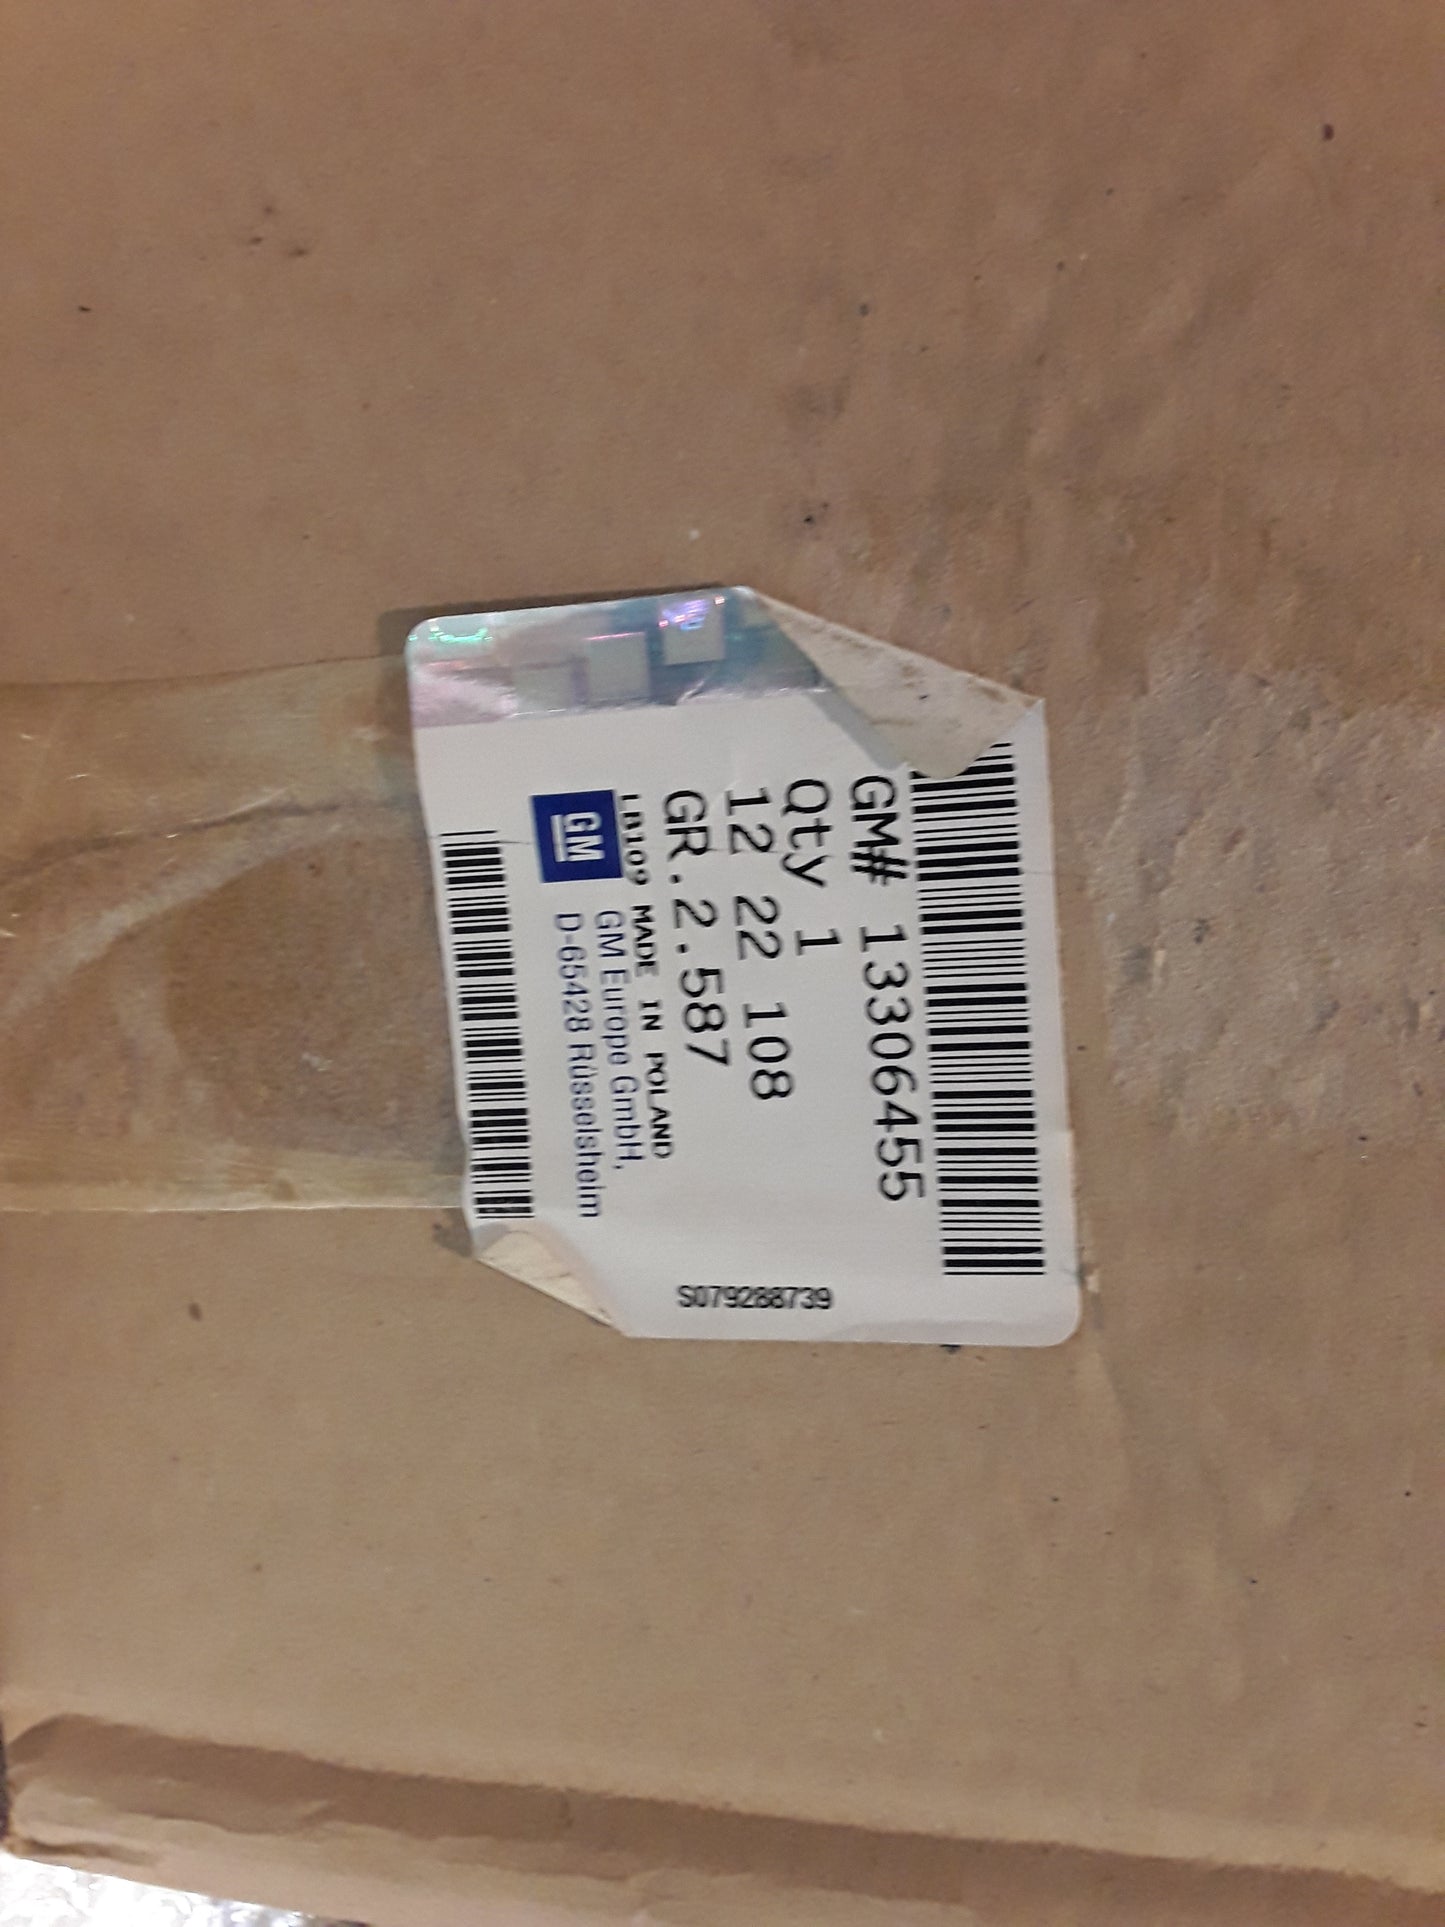 GM# 13306455
Qty 1
12 22 108
GR.2.587
LB109 MADE IN POLAND
GM
GM Europe GmbH,
D-65428 Rüsselsheim
S079288739